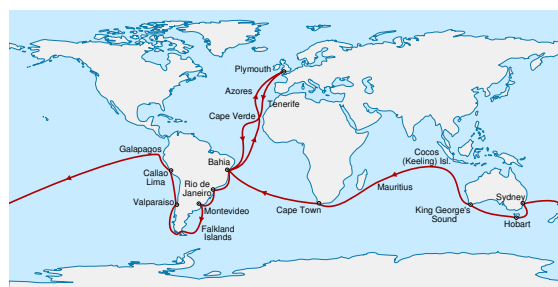 Plymouth
Azores
Tenerife
Cape Verde
Galapagos
Bahia
Cocos
(Keeling) Isl.
Callao
Lima
Rio de
Janeiro
Mauritius
Sydney
Valparaiso
Montevideo
Cape Town
King George's
Sound
Hobart
Falkland
Islands